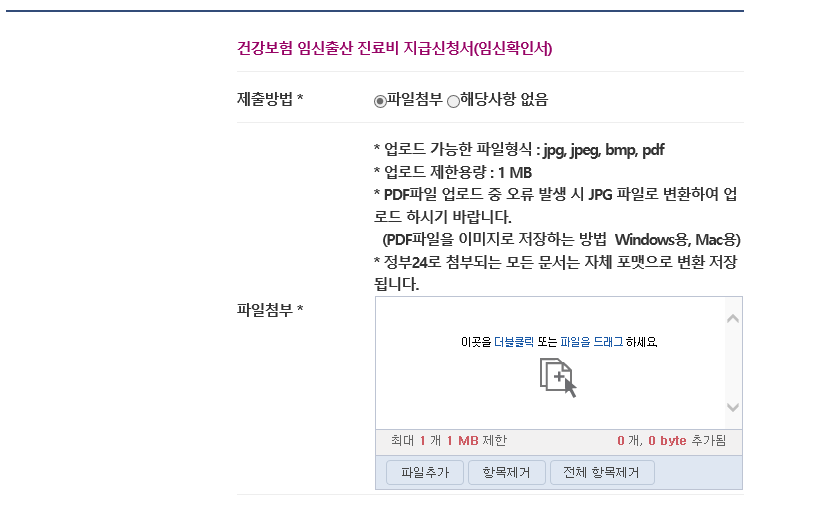 건강보험 임신출산 진료비 지급신청서(임신확인서)
제출방법 * 파일첨부 해당사항 없음
* 업로드 가능한 파일형식 : jpg, jpeg, bmp, pdf
* 업로드 제한용량 : 1 MB
* PDF파일 업로드 중 오류 발생 시 JPG 파일로 변환하여 업
로드 하시기 바랍니다.
(PDF파일을 이미지로 저장하는 방법 Windows용, Mac용)
* 정부24로 첨부되는 모든 문서는 자체 포맷으로 변환 저장
됩니다.
파일첨부 *
이곳을 더블클릭 또는 파일을 드래그 하세요.
최대 1 개 1 MB 제한 0 개, 0 byte 추가됨
파일추가 항목제거 전체 항목제거